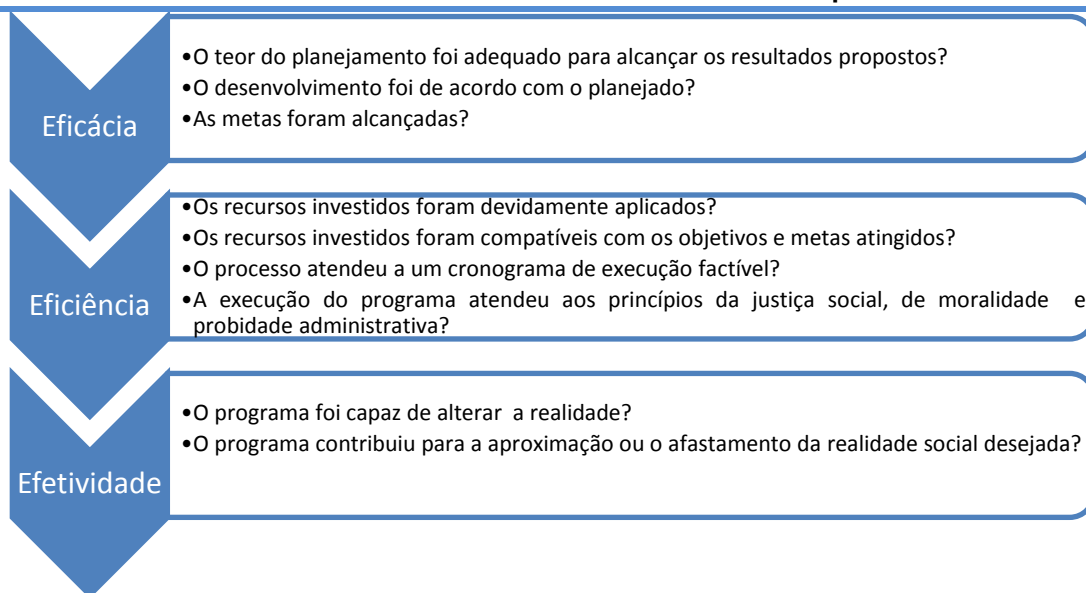 Eficácia
•O teor do planejamento foi adequado para alcançar os resultados propostos?
•O desenvolvimento foi de acordo com o planejado?
•As metas foram alcançadas?
Eficiência
•Os recursos investidos foram devidamente aplicados?
•Os recursos investidos foram compatíveis com os objetivos e metas atingidos?
•O processo atendeu a um cronograma de execução factível?
•A execução do programa atendeu aos princípios da justiça social, de moralidade e
probidade administrativa?
Efetividade
•O programa foi capaz de alterar a realidade?
•O programa contribuiu para a aproximação ou o afastamento da realidade social desejada?